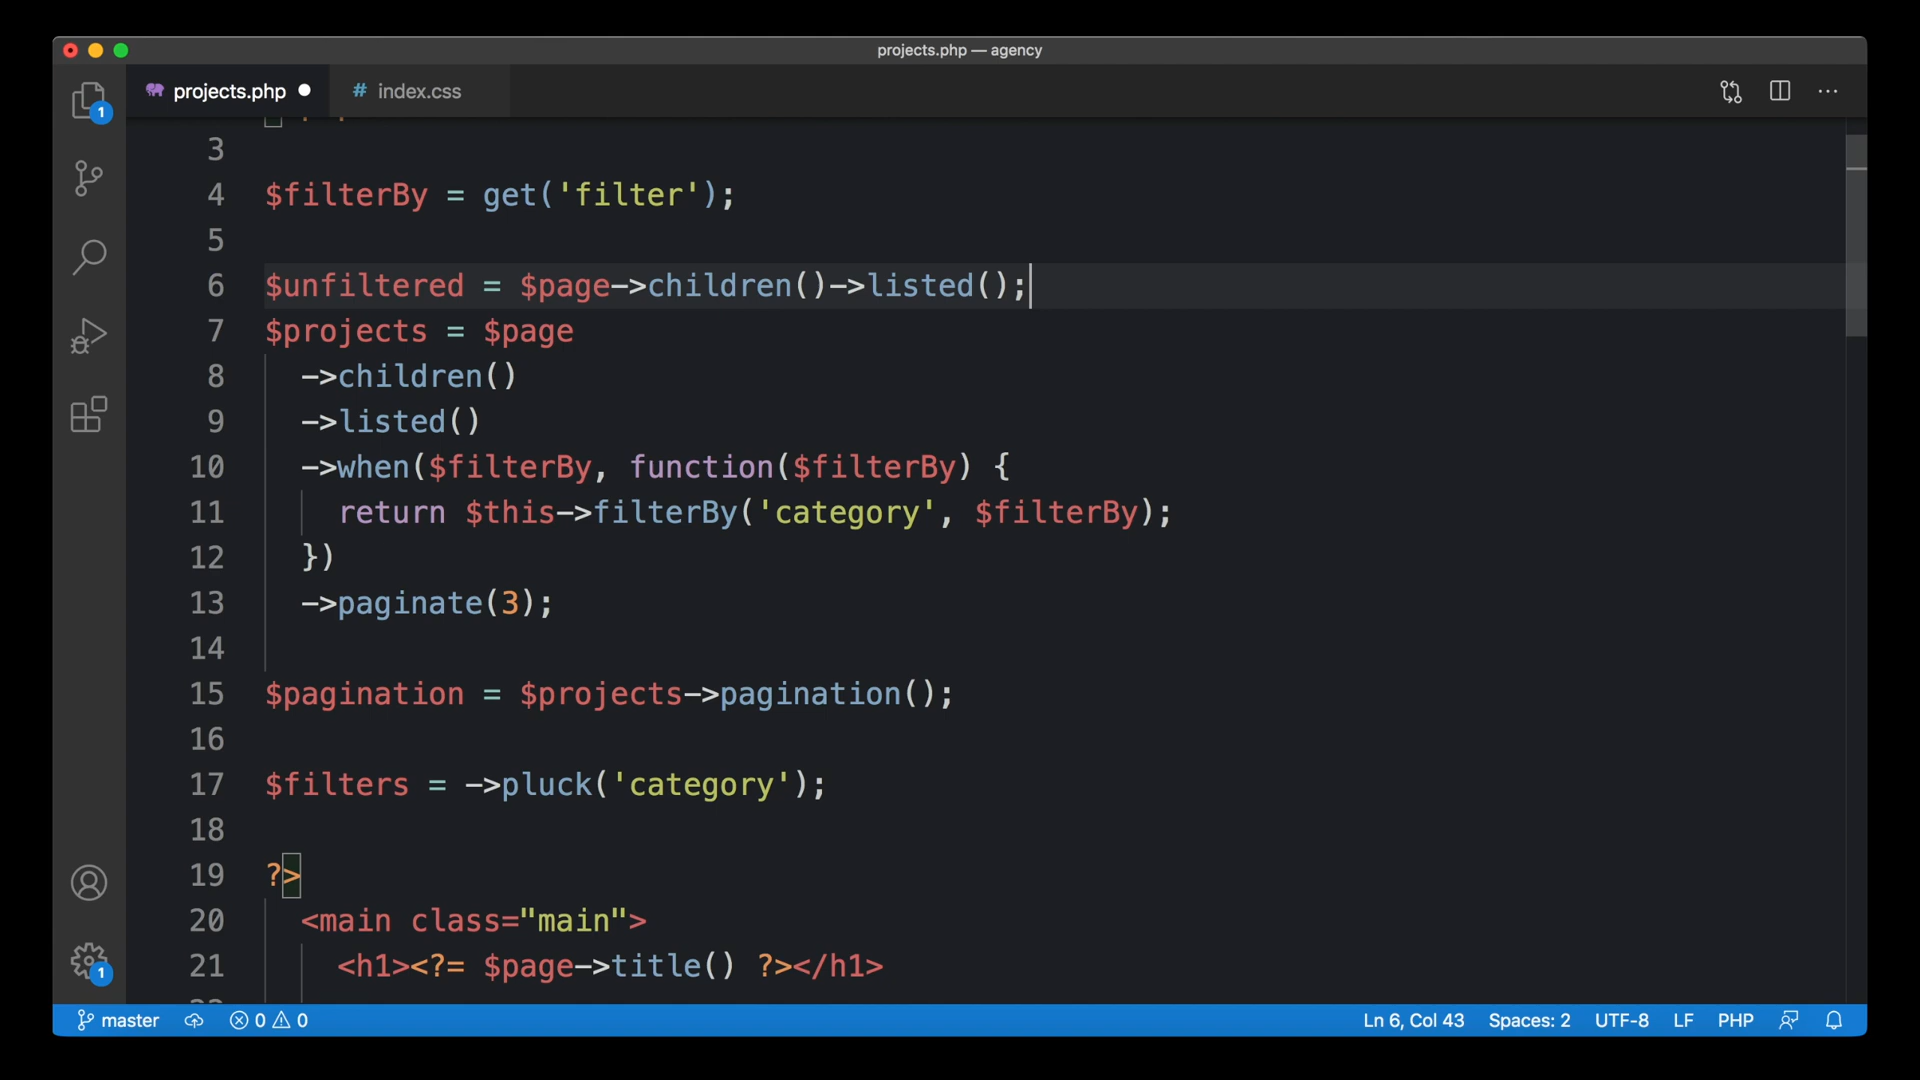 projects.php — agency
projects.php
# index.css
1
3
4 $filterBy = get('filter');
5
6 $unfiltered = $page->children()->listed();
7 $projects = $page
8 ->children()
9 ->listed()
10 ->when($filterBy, function($filterBy) {
11 return $this->filterBy('category', $filterBy);
12 })
13 ->paginate(3);
14
15 $pagination = $projects->pagination();
16
17 $filters = ->pluck('category');
18
19 ?>
20 <main class="main">
21 <h1><?= $page->title() ?></h1>
1
master 0 0 Ln 6, Col 43 Spaces: 2 UTF-8 LF PHP